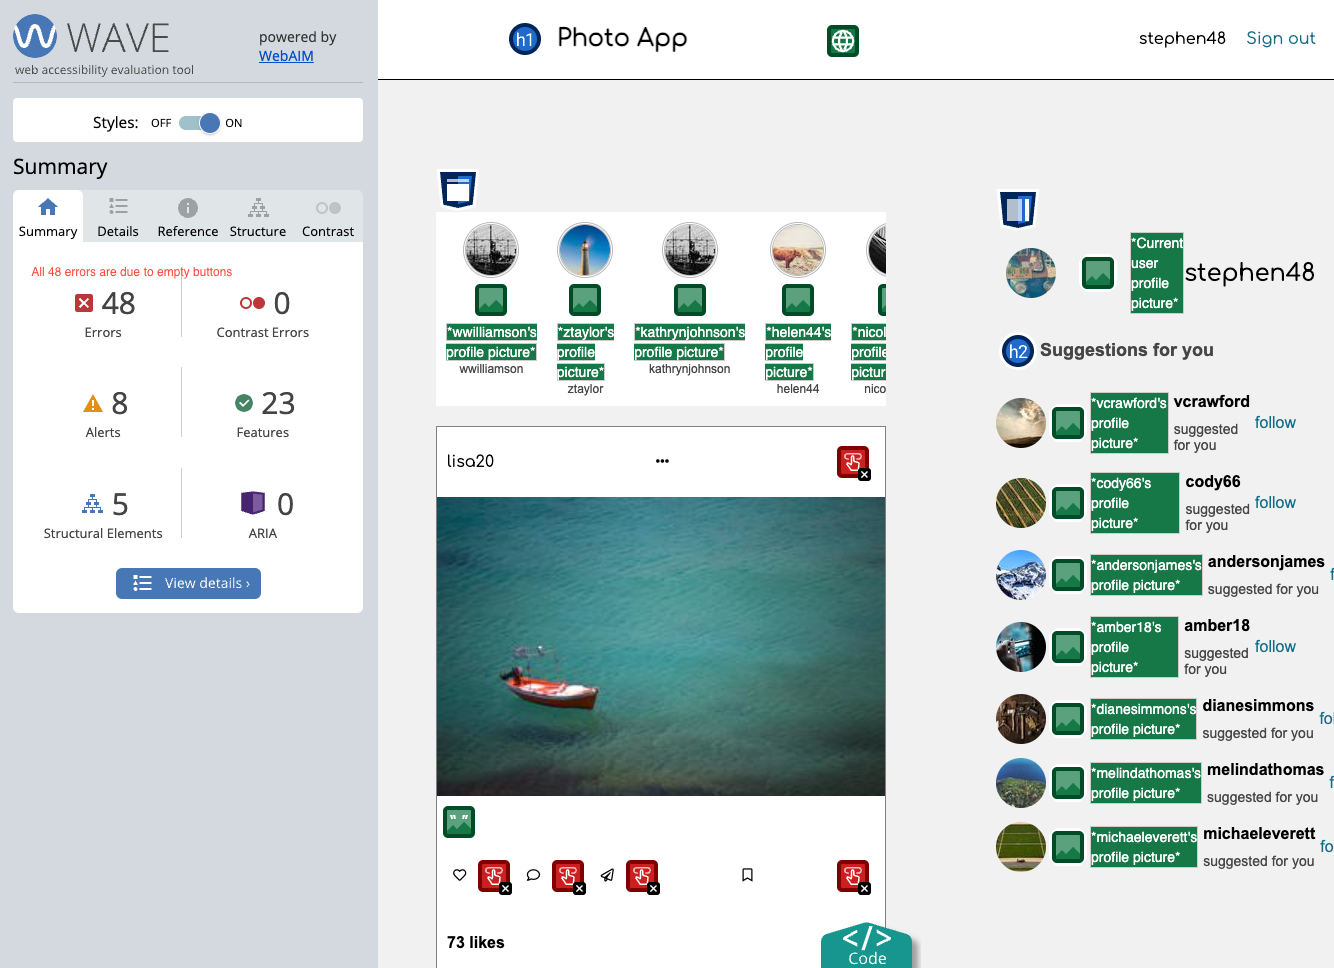 WAVE
powered by
WebAIM
web accessibility evaluation tool
Styles: OFF ON
Summary
Summary Details Reference Structure Contrast
All 48 errors are due to empty buttons
48 0
Errors Contrast Errors
8 23
Alerts Features
5 0
Structural Elements ARIA
View details ›
h1 Photo App
stephen48 Sign out
*wwilliamson's
profile picture*
wwilliamson
*ztaylor's
profile
picture*
ztaylor
*kathrynjohnson's
profile picture*
kathrynjohnson
*helen44's
profile
picture*
helen44
*nicol
profile
pictur
nico
lisa20 •••
73 likes
</> 
Code
*Current
user
profile
picture*
stephen48
h2 Suggestions for you
*vcrawford's
profile
picture*
vcrawford
suggested
for you
follow
*cody66's
profile
picture*
cody66
suggested
for you
follow
*andersonjames's
profile picture*
andersonjames
suggested for you
f
*amber18's
profile
picture*
amber18
suggested
for you
follow
*dianesimmons's
profile picture*
dianesimmons
suggested for you
fol
*melindathomas's
profile picture*
melindathomas
suggested for you
f
*michaeleverett's
profile picture*
michaeleverett
suggested for you
fo